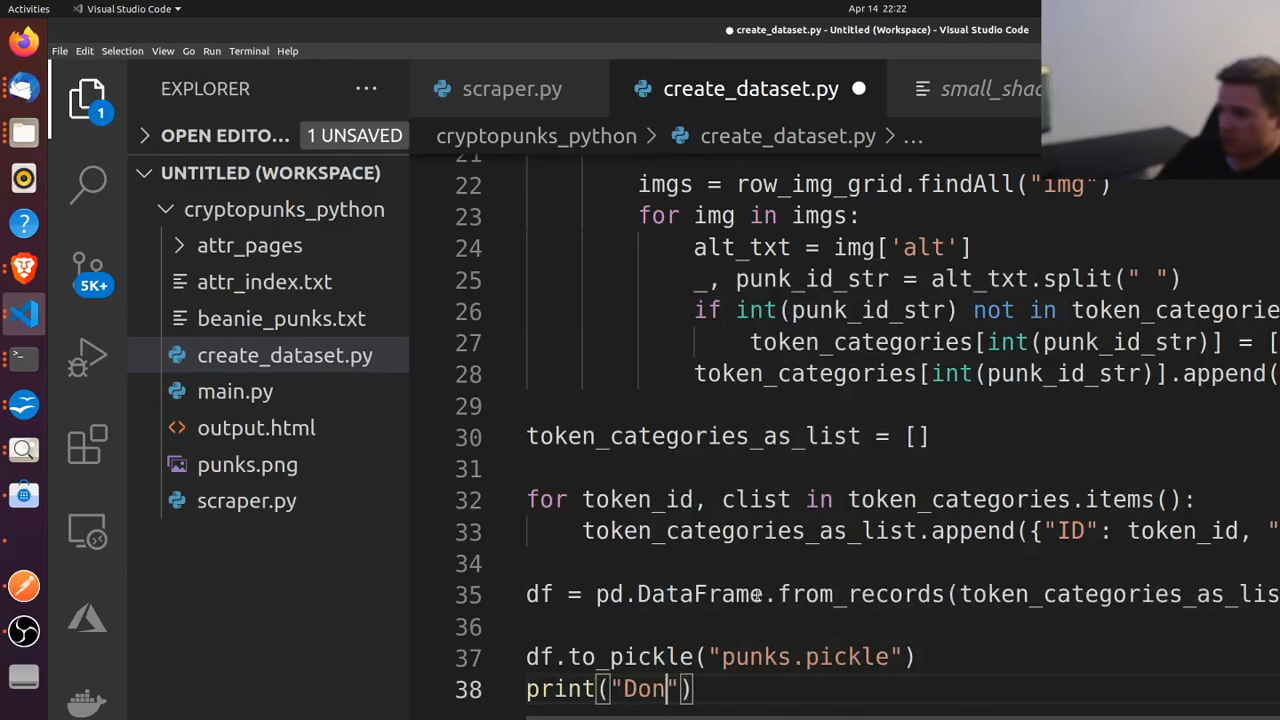 Activities Visual Studio Code Apr 14 22:22
create_dataset.py - Untitled (Workspace) - Visual Studio Code
File Edit Selection View Go Run Terminal Help
EXPLORER
scraper.py create_dataset.py small_shad
1
OPEN EDITO... 1 UNSAVED
cryptopunks_python create_dataset.py ...
UNTITLED (WORKSPACE)
cryptopunks_python
attr_pages
attr_index.txt
5K+
beanie_punks.txt
create_dataset.py
main.py
output.html
punks.png
scraper.py
21
22 imgs = row_img_grid.findAll("img")
23 for img in imgs:
24 alt_txt = img['alt']
25 _, punk_id_str = alt_txt.split(" ")
26 if int(punk_id_str) not in token_categorie
27 token_categories[int(punk_id_str)] = [
28 token_categories[int(punk_id_str)].append(
29
30 token_categories_as_list = []
31
32 for token_id, clist in token_categories.items():
33 token_categories_as_list.append({"ID": token_id, "
34
35 df = pd.DataFrame.from_records(token_categories_as_lis
36
37 df.to_pickle("punks.pickle")
38 print("Don")